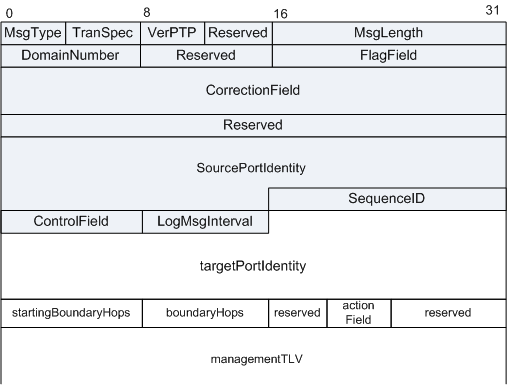 0 8 16 31
MsgType TranSpec VerPTP Reserved MsgLength
DomainNumber Reserved FlagField
CorrectionField
Reserved
SourcePortIdentity
SequenceID
ControlField LogMsgInterval
targetPortIdentity
startingBoundaryHops boundaryHops reserved action Field reserved
managementTLV